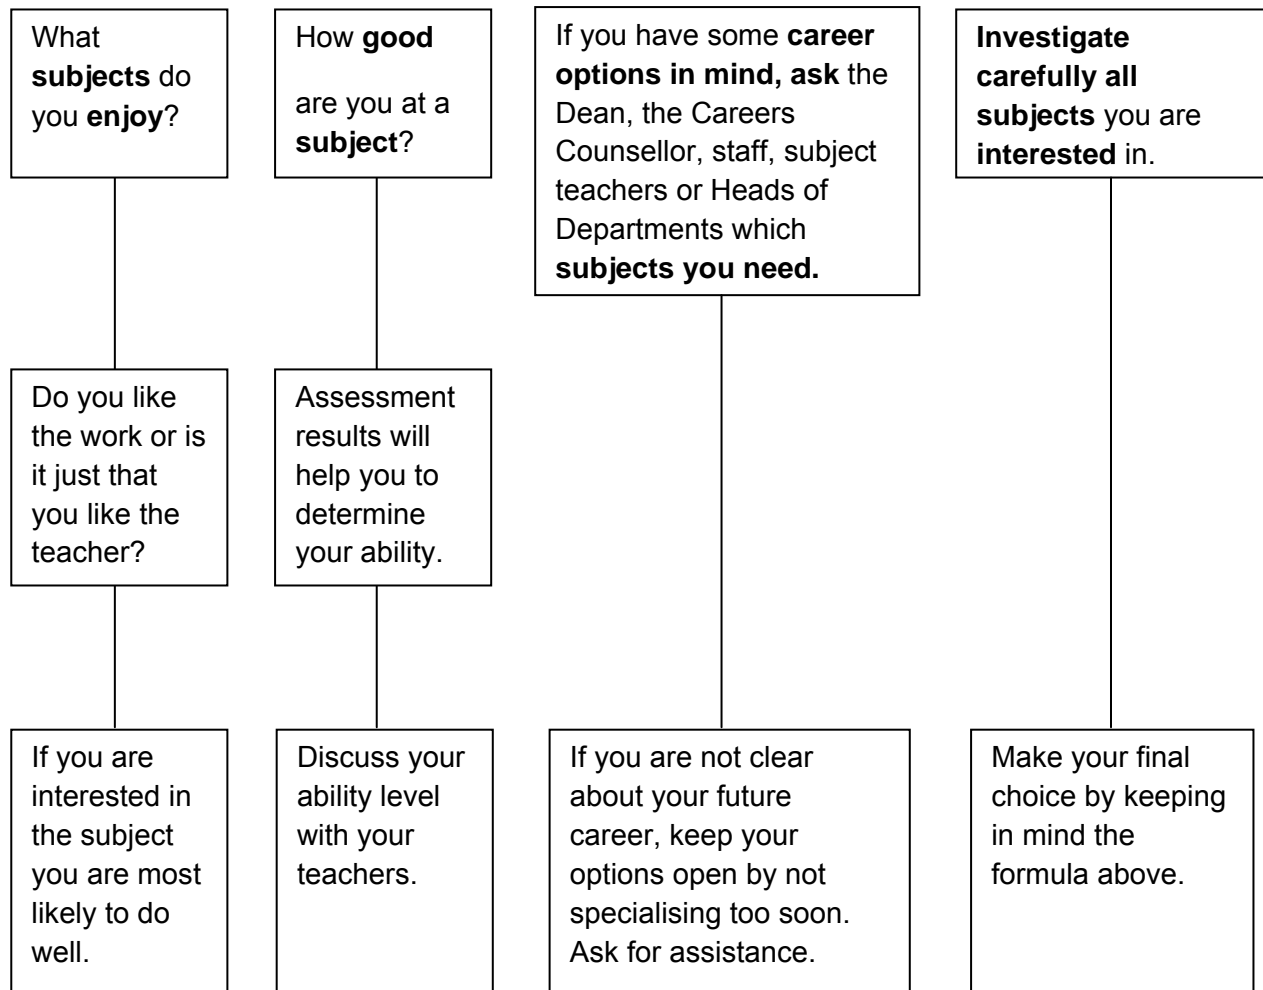 What
subjects do
you enjoy?
How good
are you at a
subject?
If you have some career
options in mind, ask the
Dean, the Careers
Counsellor, staff, subject
teachers or Heads of
Departments which
subjects you need.
Investigate
carefully all
subjects you are
interested in.
Do you like
the work or is
it just that
you like the
teacher?
Assessment
results will
help you to
determine
your ability.
If you are
interested in
the subject
you are most
likely to do
well.
Discuss your
ability level
with your
teachers.
If you are not clear
about your future
career, keep your
options open by not
specialising too soon.
Ask for assistance.
Make your final
choice by keeping
in mind the
formula above.